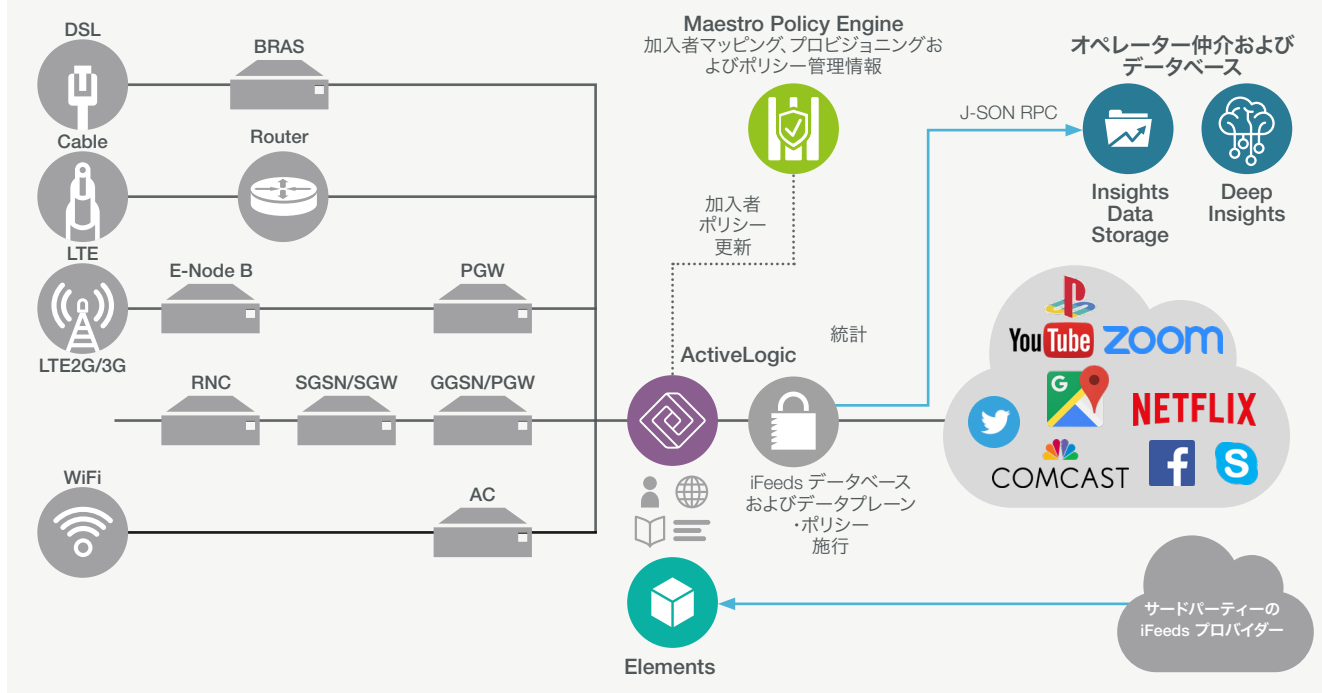 DSL
BRAS
Cable
Router
LTE
E-Node B
PGW
LTE2G/3G
RNC
SGSN/SGW
GGSN/PGW
WiFi
AC
Maestro Policy Engine
加入者マッピング、プロビジョニングお
よびポリシー管理情報
加入者
ポリシー
更新
ActiveLogic
統計
iFeeds データベース
およびデータプレーン
・ポリシー
施行
Elements
オペレーター仲介および
データベース
J-SON RPC
Insights
Data
Storage
Deep
Insights
YouTube
zoom
G
NETFLIX
COMCAST
f
S
サードパーティーの
iFeeds プロバイダー